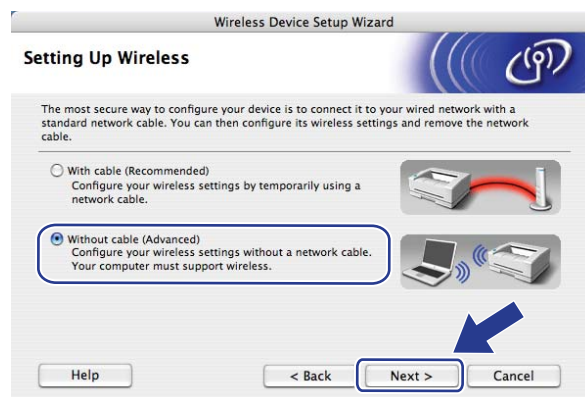 Wireless Device Setup Wizard
Setting Up Wireless
The most secure way to configure your device is to connect it to your wired network with a
standard network cable. You can then configure its wireless settings and remove the network
cable.
With cable (Recommended)
Configure your wireless settings by temporarily using a
network cable.
Without cable (Advanced)
Configure your wireless settings without a network cable.
Your computer must support wireless.
Help
< Back
Next >
Cancel